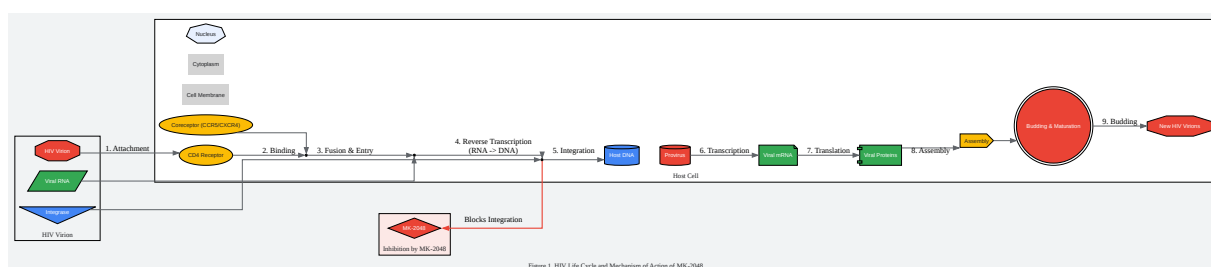 Nucleus
Cytoplasm
Cell Membrane
Coreceptor (CCR5/CXCR4)
HIV Virion
1. Attachment
CD4 Receptor
2. Binding
3. Fusion & Entry
4. Reverse Transcription
(RNA -> DNA)
5. Integration
Host DNA
Provirus
6. Transcription
Viral mRNA
7. Translation
Viral Proteins
8. Assembly
Assembly
Budding & Maturation
9. Budding
New HIV Virions
Viral RNA
Integrase
HIV Virion
Host Cell
MK-2048
Blocks Integration
Inhibition by MK-2048
Figure 1. HIV Life Cycle and Mechanism of Action of MK-2048